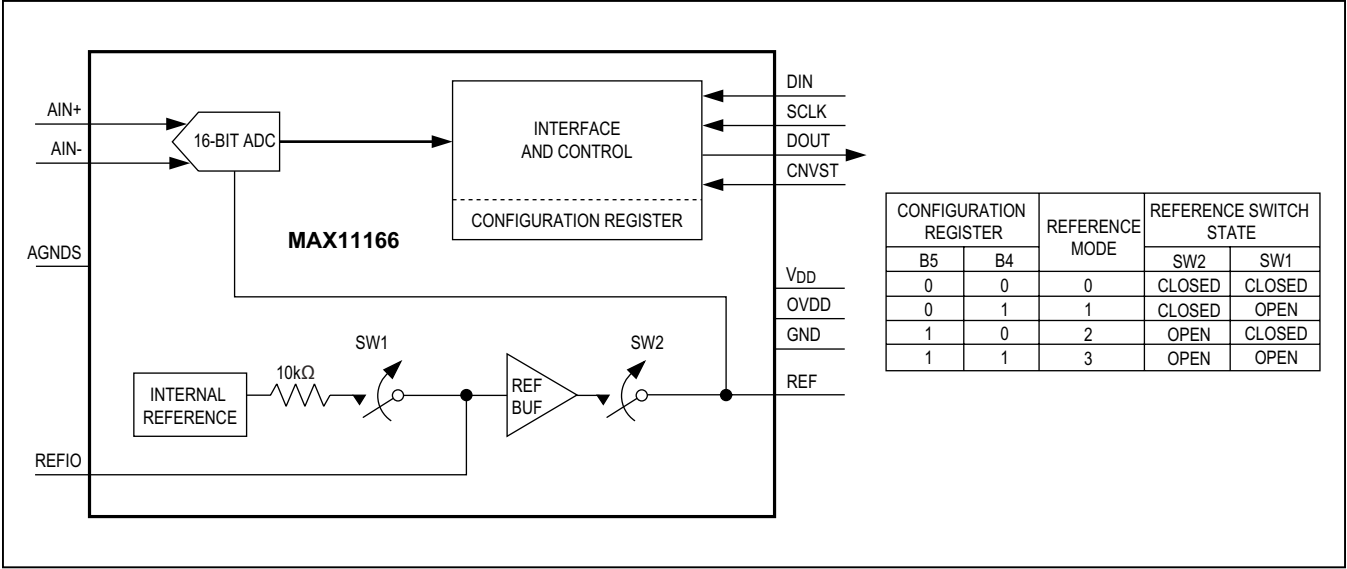 AIN+
AIN-
AGNDS
REFIO
16-BIT ADC
INTERFACE
AND CONTROL
CONFIGURATION REGISTER
MAX11166
INTERNAL
REFERENCE
10kΩ
SW1
REF
BUF
SW2
DIN
SCLK
DOUT
CNVST
VDD
OVDD
GND
REF
CONFIGURATION
REGISTER
REFERENCE
MODE
REFERENCE SWITCH
STATE
B5 B4 SW2 SW1
0 0 0 CLOSED CLOSED
0 1 1 CLOSED OPEN
1 0 2 OPEN CLOSED
1 1 3 OPEN OPEN